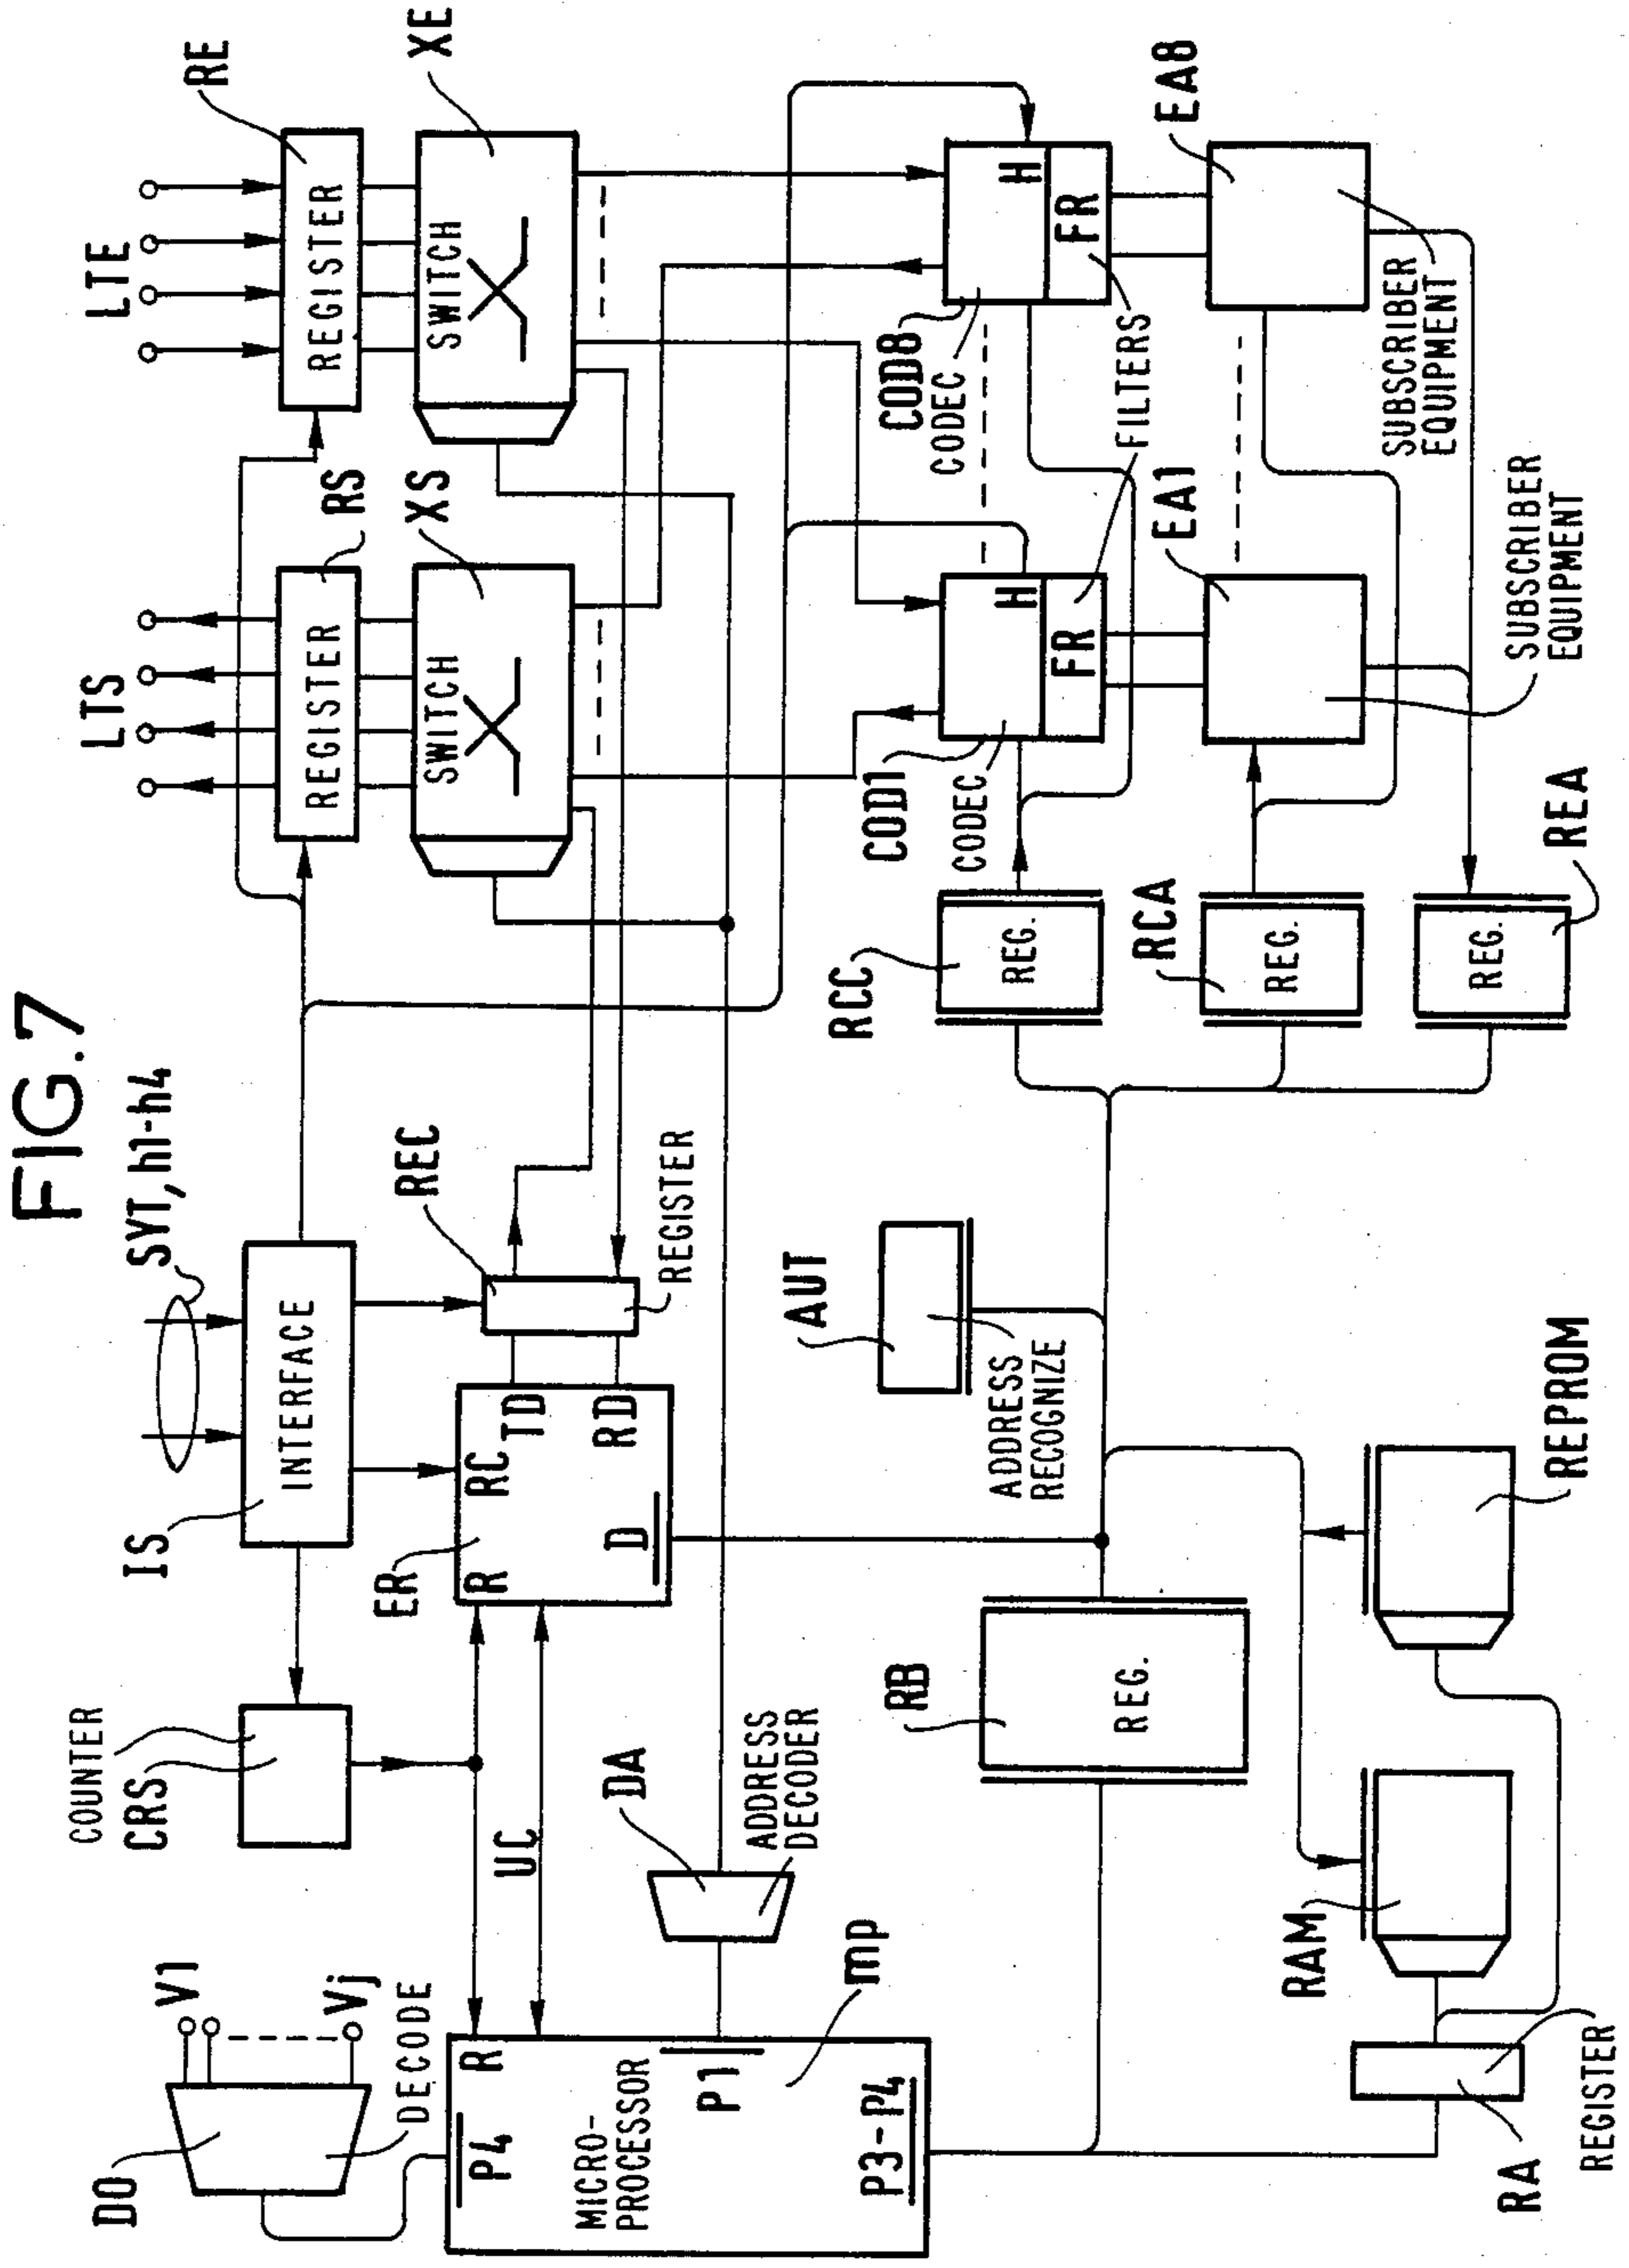 FIG.7
LTE
RE
REGISTER
XE
SWITCH
LTS
RS
REGISTER
XS
SWITCH
SYT, h1-h4
IS
INTERFACE
COUNTER
CRS
REC
REGISTER
ER
R
RC
TD
RD
D
UC
V1
Vj
DO
DECODE
P4
R
MICRO-
PROCESSOR
P1
P3-P4
mp
DA
ADDRESS
DECODER
AUT
ADDRESS
RECOGNIZE
RB
REG.
COD8
CODEC
H
FR
FILTERS
COD1
CODEC
H
FR
EA8
SUBSCRIBER
EQUIPMENT
EA1
SUBSCRIBER
EQUIPMENT
RCC
REG.
RCA
REG.
REA
REG.
RAM
REPROM
RA
REGISTER